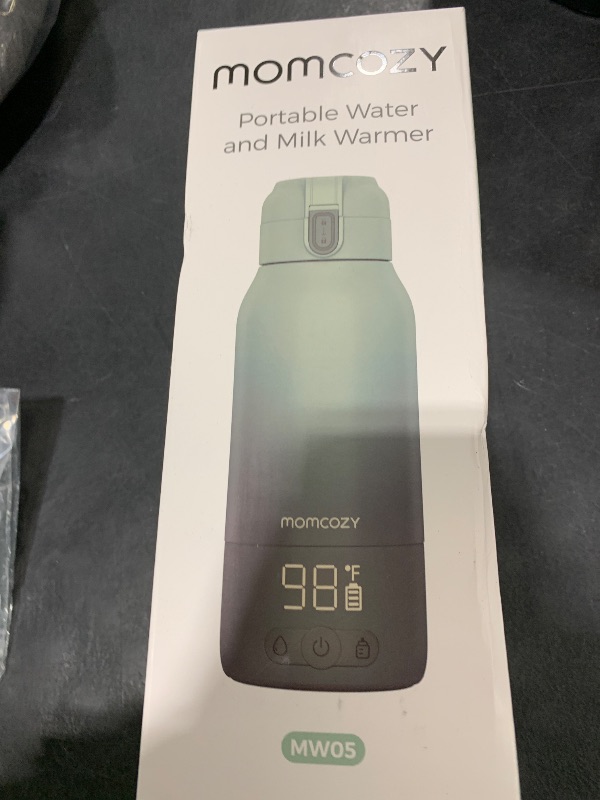 momcozy
Portable Water
and Milk Warmer
momcozy
98°F
MW05